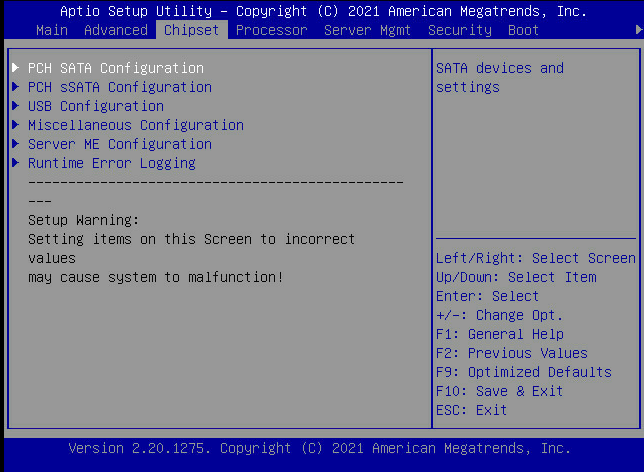 Aptio Setup Utility – Copyright (C) 2021 American Megatrends, Inc.
Main Advanced Chipset Processor Server Mgmt Security Boot
PCH SATA Configuration
PCH sSATA Configuration
USB Configuration
Miscellaneous Configuration
Server ME Configuration
Runtime Error Logging
-----------------------------------------------
---
Setup Warning:
Setting items on this Screen to incorrect
values
may cause system to malfunction!
SATA devices and
settings
Left/Right: Select Screen
Up/Down: Select Item
Enter: Select
+/-: Change Opt.
F1: General Help
F2: Previous Values
F9: Optimized Defaults
F10: Save & Exit
ESC: Exit
Version 2.20.1275. Copyright (C) 2021 American Megatrends, Inc.